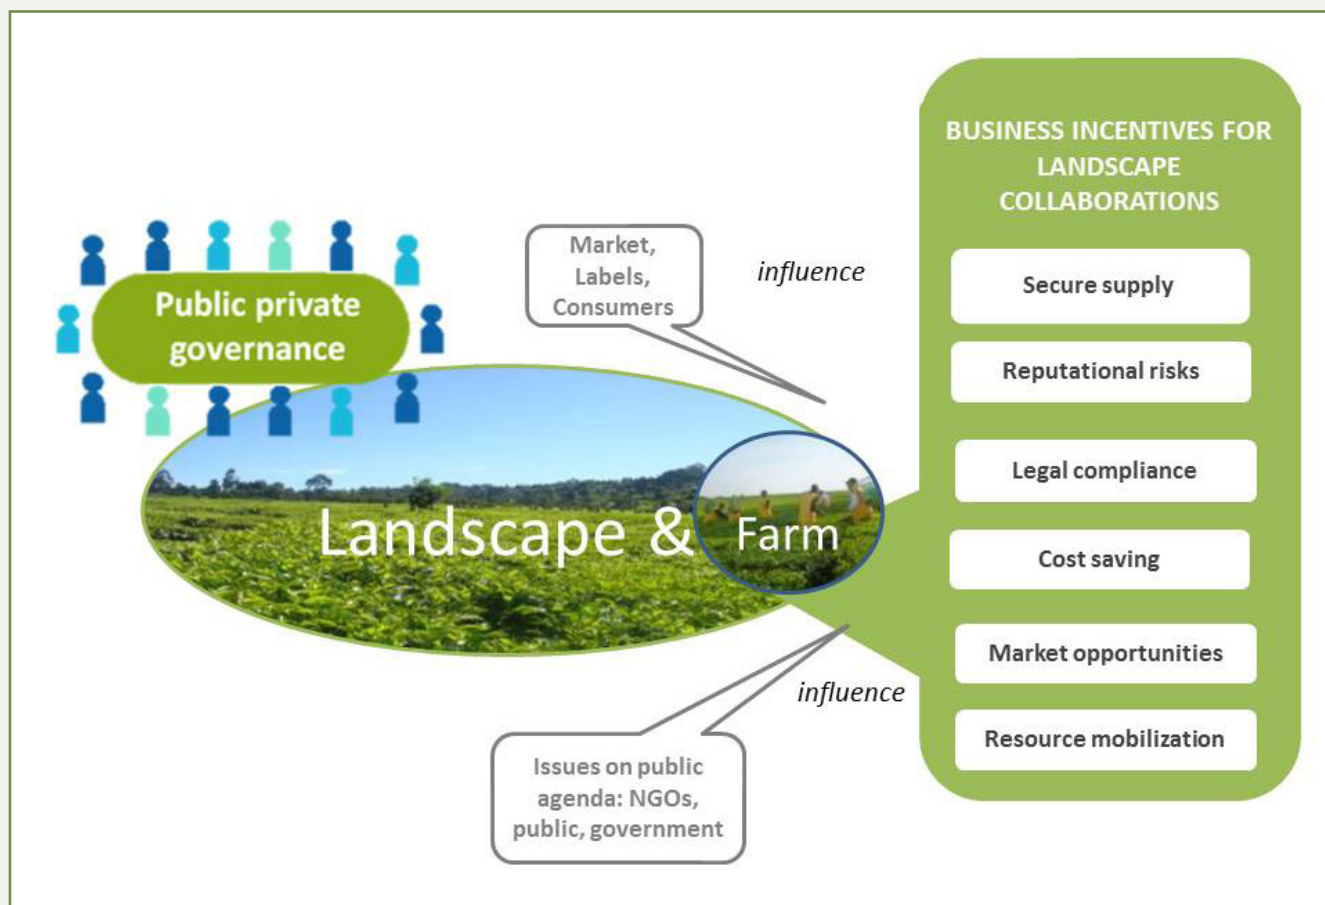 BUSINESS INCENTIVES FOR
LANDSCAPE
COLLABORATIONS
Market,
Labels,
Consumers
influence
Secure supply
Public private
governance
Reputational risks
Legal compliance
Landscape & Farm
Cost saving
Market opportunities
influence
Resource mobilization
Issues on public
agenda: NGOs,
public, government